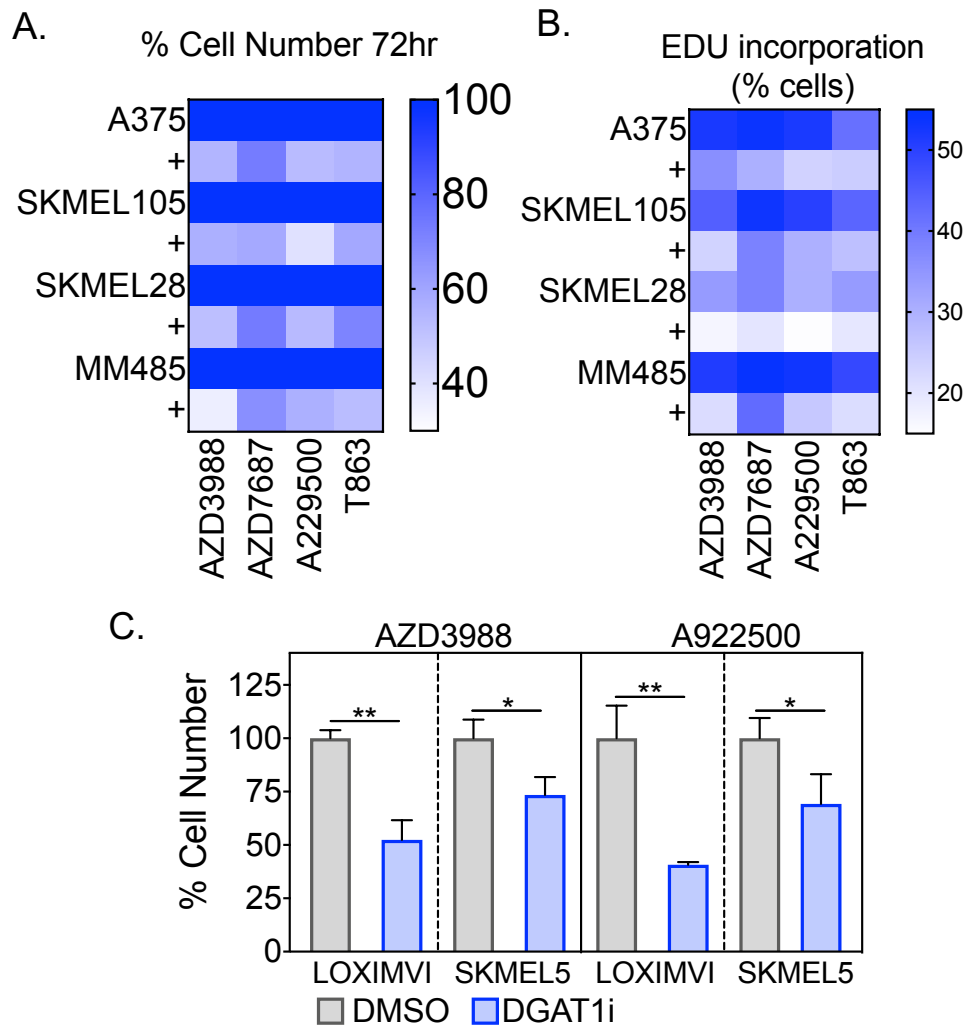 A.
% Cell Number 72hr
A375
+
SKMEL105
+
SKMEL28
+
MM485
+
100
80
60
40
AZD3988
AZD7687
A229500
T863
B.
EDU incorporation
(% cells)
A375
+
SKMEL105
+
SKMEL28
+
MM485
+
50
40
30
20
AZD3988
AZD7687
A229500
T863
C.
AZD3988 A922500
% Cell Number
125
100
75
50
25
0
** * ** *
LOXIMVI SKMEL5 LOXIMVI SKMEL5
DMSO DGAT1i